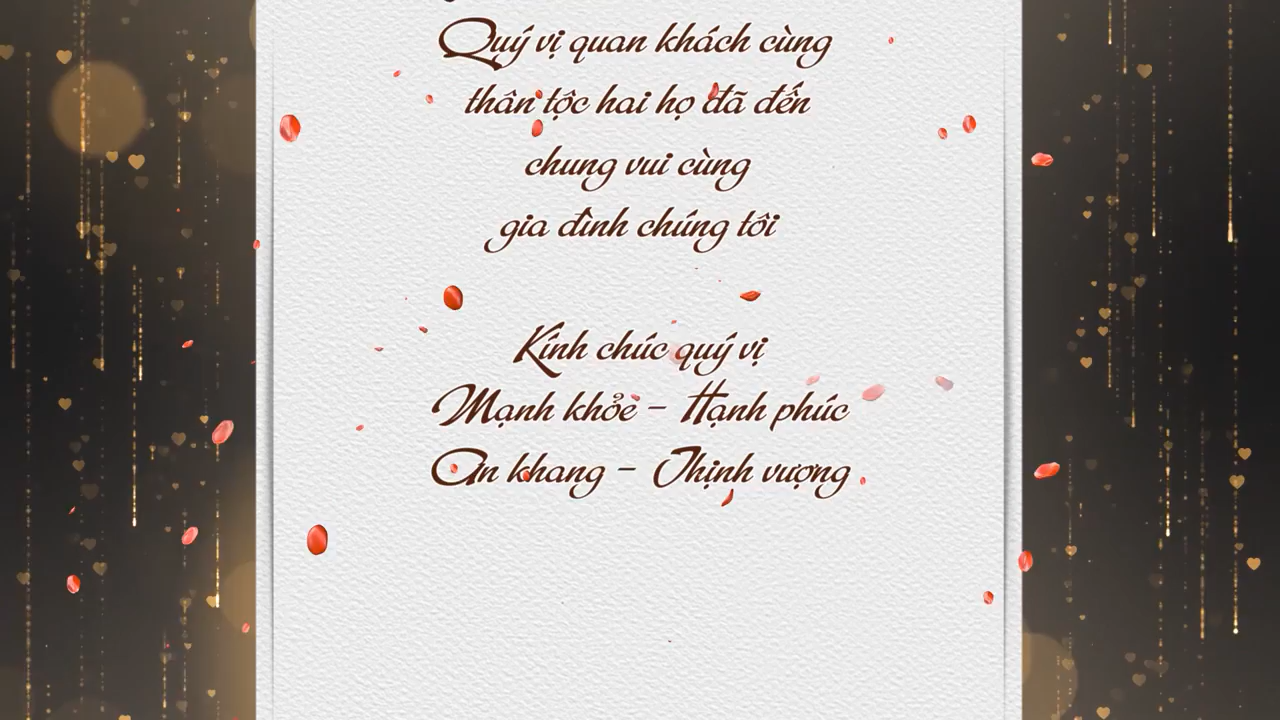 Quý vị quan khách cùng
thân tộc hai họ đã đến
chung vui cùng
gia đình chúng tôi
Kính chúc quý vị
Mạnh khỏe - Hạnh phúc
An khang - Thịnh vượng